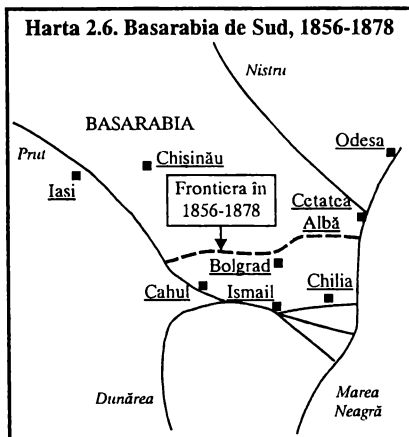 Harta 2.6. Basarabia de Sud, 1856-1878
Nistru
BASARABIA
Odesa
Prut
Chișinău
Iasi
Frontiera în
1856-1878
Cetatea
Albă
Bolgrad
Cahul
Ismail
Chilia
Dunărea
Marea
Neagră